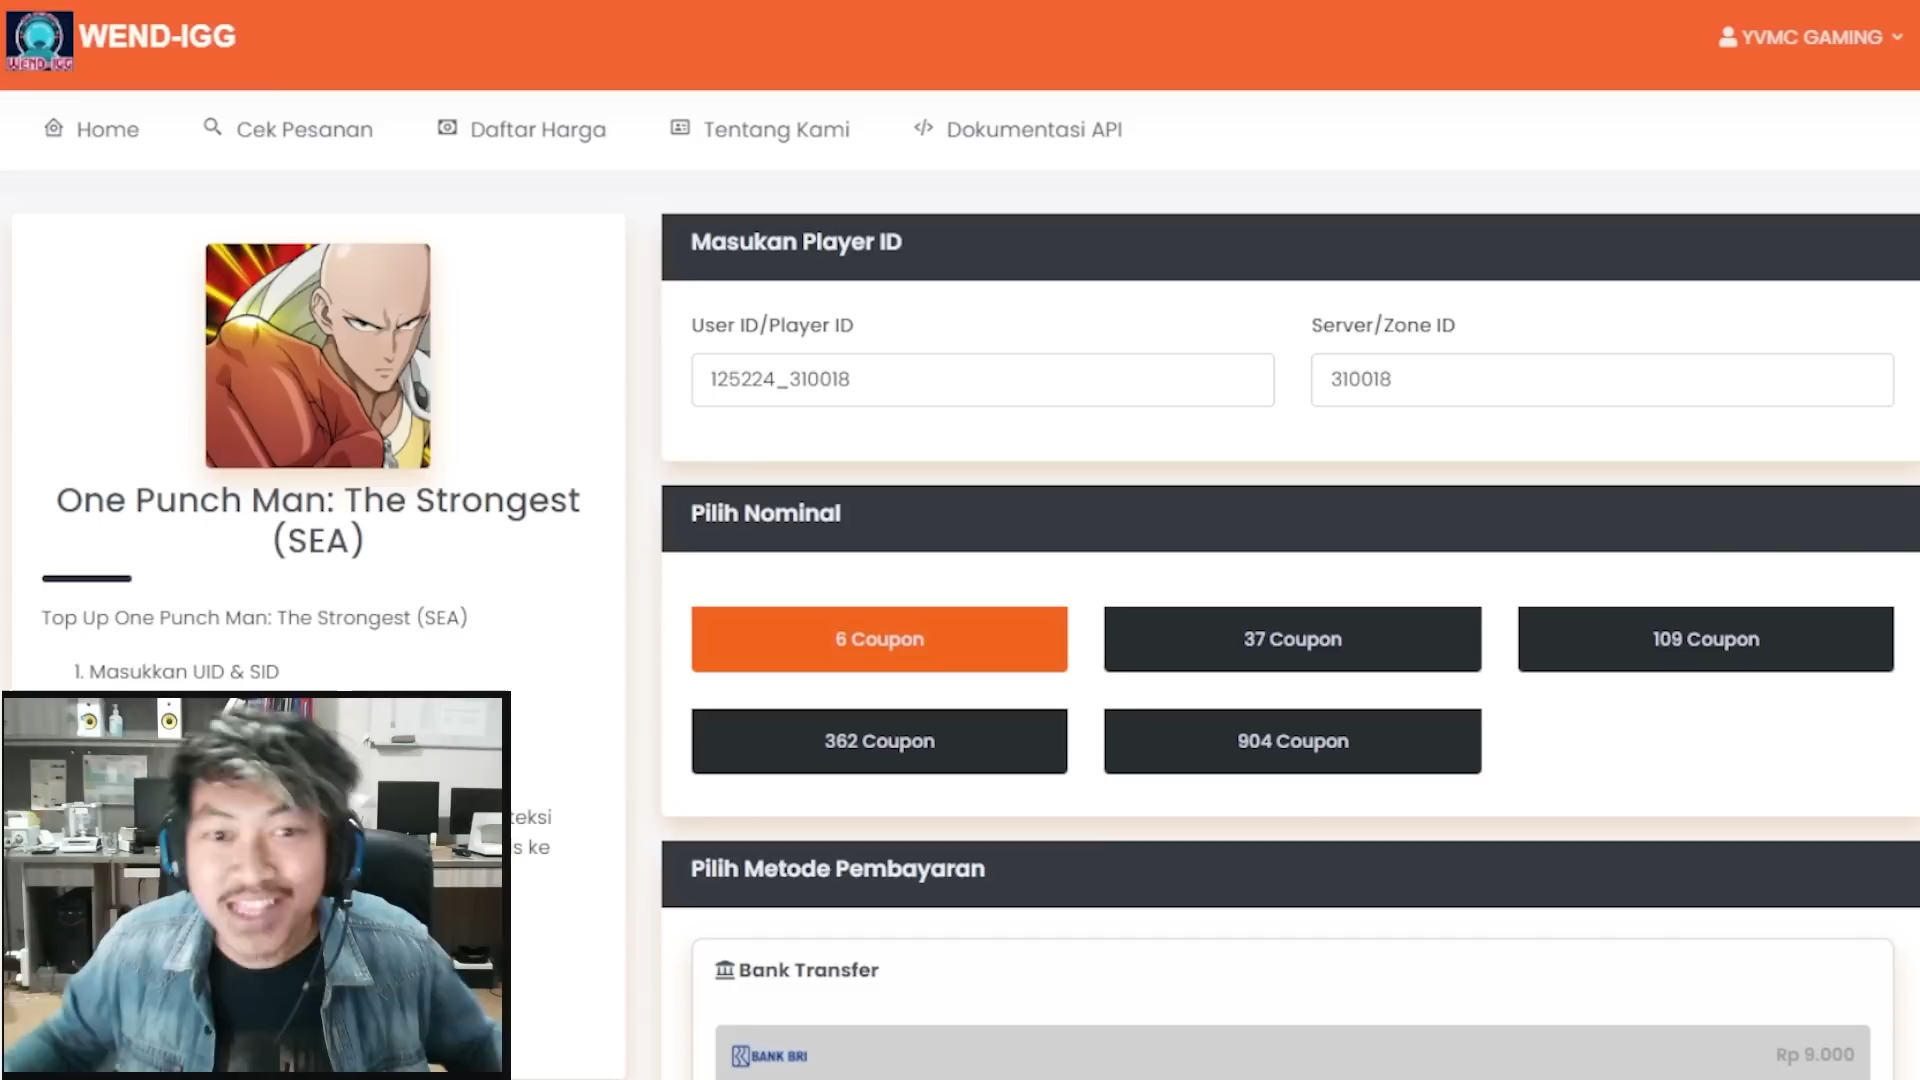 WEND-IGG
WEND-IGG
YVMC GAMING
Home
Cek Pesanan
Daftar Harga
Tentang Kami
Dokumentasi API
One Punch Man: The Strongest
(SEA)
Top Up One Punch Man: The Strongest (SEA)
1. Masukkan UID & SID
teksi
s ke
Masukan Player ID
User ID/Player ID
Server/Zone ID
125224_310018
310018
Pilih Nominal
6 Coupon
37 Coupon
109 Coupon
362 Coupon
904 Coupon
Pilih Metode Pembayaran
Bank Transfer
BANK BRI
Rp 9.000